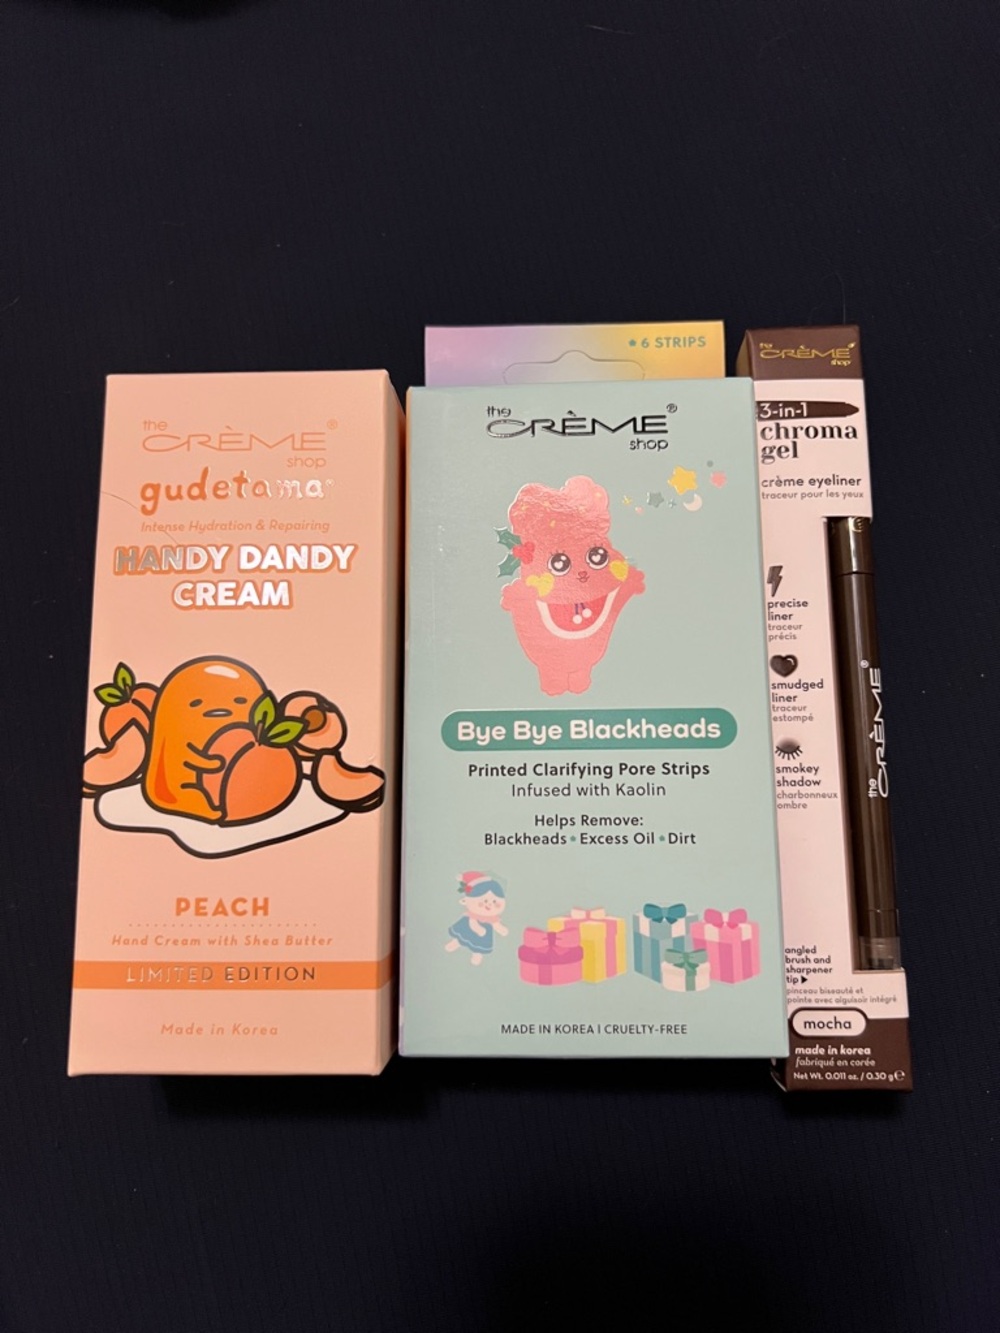 the
CRÈME®
shop
gudetama®
Intense Hydration & Repairing
HANDY DANDY
CREAM
PEACH
Hand Cream with Shea Butter
LIMITED EDITION
Made in Korea
6 STRIPS
the
CRÈME®
shop
Bye Bye Blackheads
Printed Clarifying Pore Strips
Infused with Kaolin
Helps Remove:
Blackheads • Excess Oil • Dirt
MADE IN KOREA | CRUELTY-FREE
the
CRÈME®
shop
3-in-1
chroma
gel
crème eyeliner
traceur pour les yeux
precise
liner
traceur
précis
smudged
liner
traceur
estompé
smokey
shadow
charbonneux
ombre
angled
brush and
sharpener
tip
pinceau biseauté et
pointe avec aiguisoir intégré
mocha
made in korea
fabriqué en corée
Net Wt. 0.011 oz. / 0.30 g ℮
the
CRÈME®